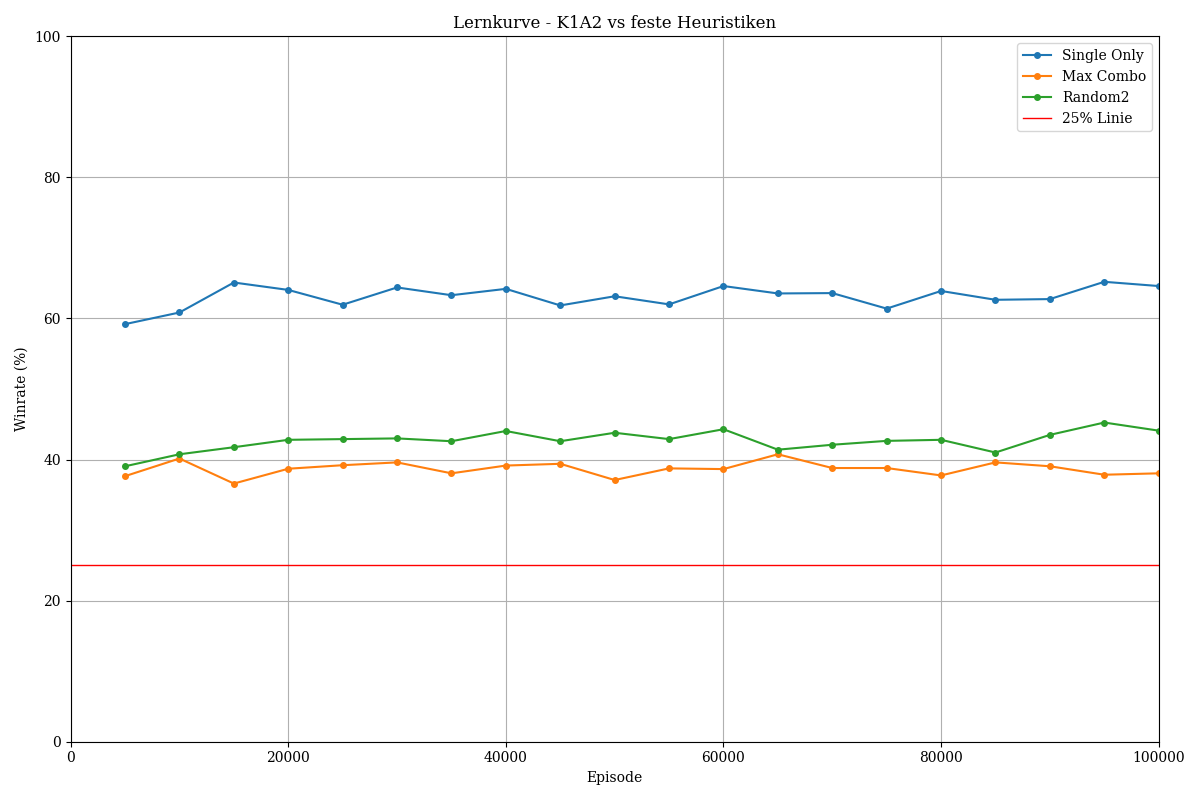 Lernkurve - K1A2 vs feste Heuristiken
100
80
60
40
20
0
Winrate (%)
Single Only
Max Combo
Random2
25% Linie
0 20000 40000 60000 80000 100000
Episode